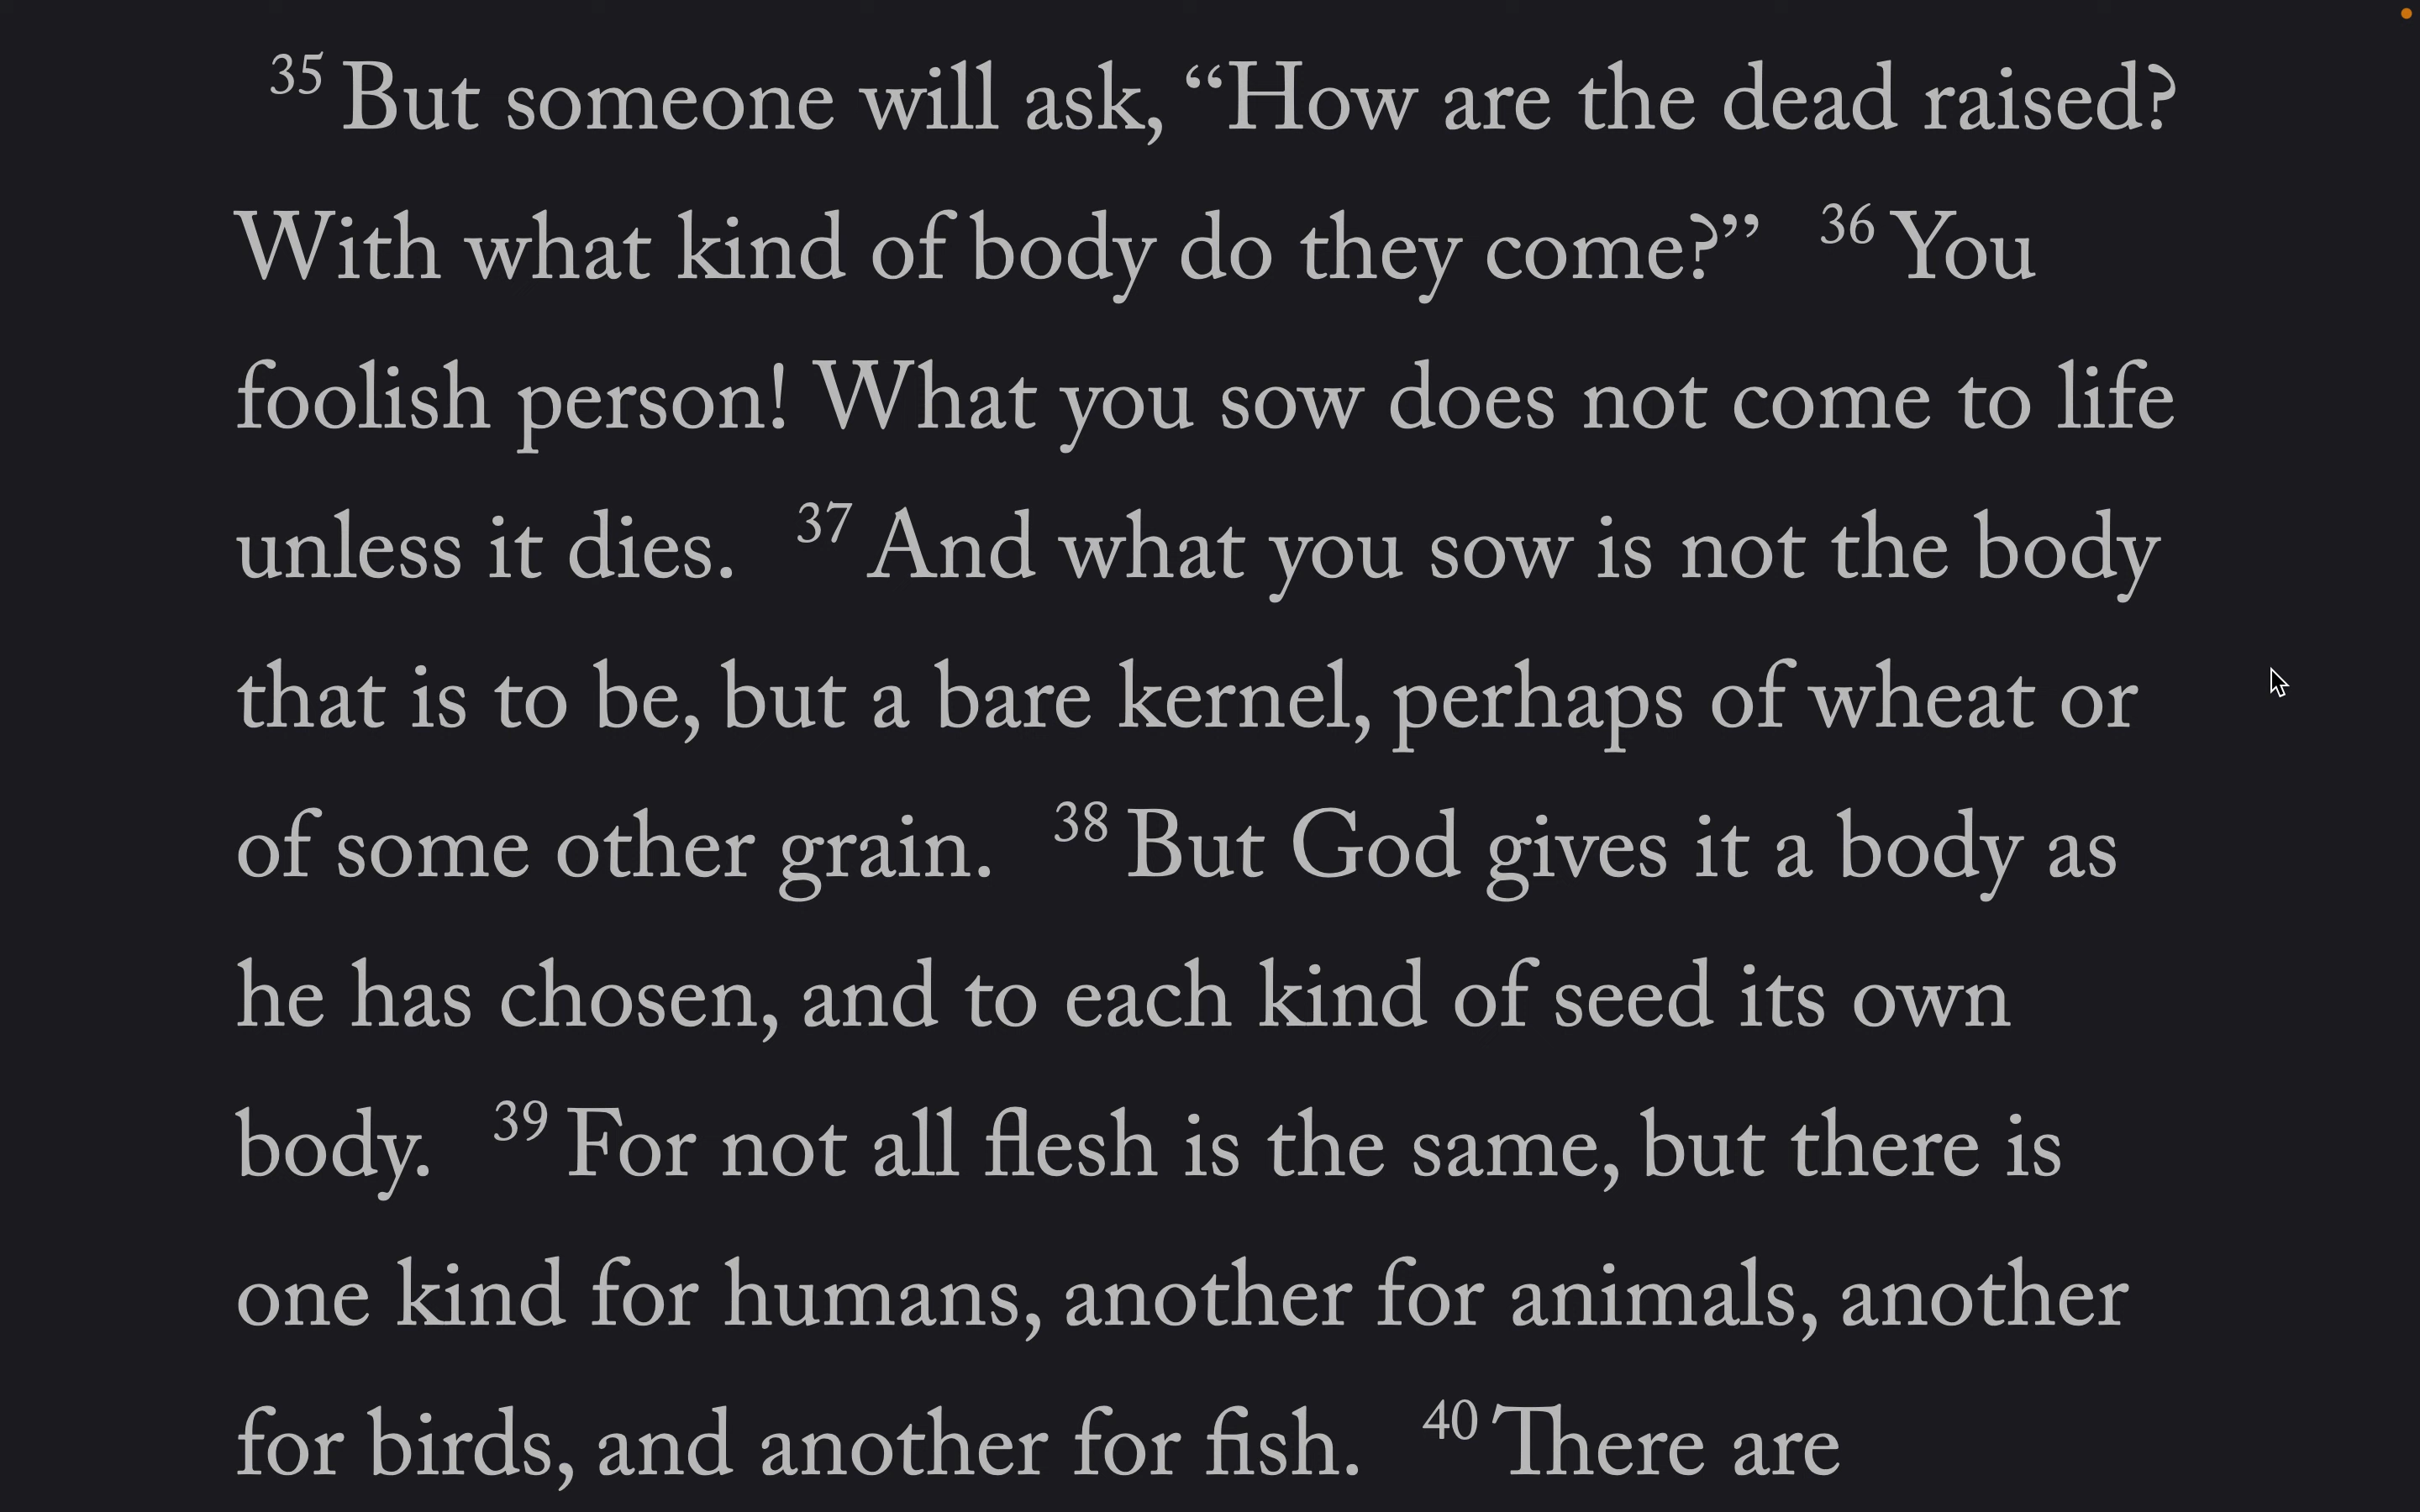 35 But someone will ask, “How are the dead raised?
With what kind of body do they come?” 36 You
foolish person! What you sow does not come to life
unless it dies. 37 And what you sow is not the body
that is to be, but a bare kernel, perhaps of wheat or
of some other grain. 38 But God gives it a body as
he has chosen, and to each kind of seed its own
body. 39 For not all flesh is the same, but there is
one kind for humans, another for animals, another
for birds, and another for fish. 40 There are